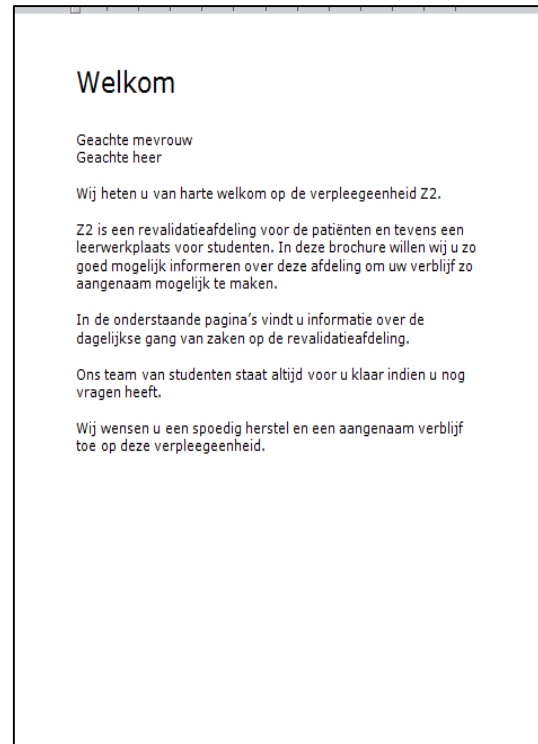 Welkom
Geachte mevrouw
Geachte heer
Wij heten u van harte welkom op de verpleegeenheid Z2.
Z2 is een revalidatieafdeling voor de patiënten en tevens een
leerwerkplaats voor studenten. In deze brochure willen wij u zo
goed mogelijk informeren over deze afdeling om uw verblijf zo
aangenaam mogelijk te maken.
In de onderstaande pagina’s vindt u informatie over de
dagelijkse gang van zaken op de revalidatieafdeling.
Ons team van studenten staat altijd voor u klaar indien u nog
vragen heeft.
Wij wensen u een spoedig herstel en een aangenaam verblijf
toe op deze verpleegeenheid.